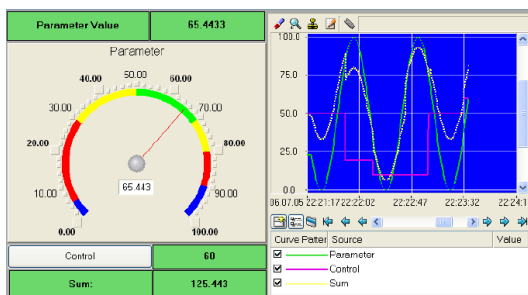 Parameter Value 65.4433
Parameter
0.00
10.00
20.00
30.00
40.00
50.00
60.00
70.00
80.00
90.00
100.00
65.443
Control 60
Sum: 125.443
100.0
75.0
50.0
25.0
0.0
06.07.05 22:21:17 22:22:02 22:22:47 22:23:32 22:24:1
Curve Patter Source Value
Parameter
Control
Sum